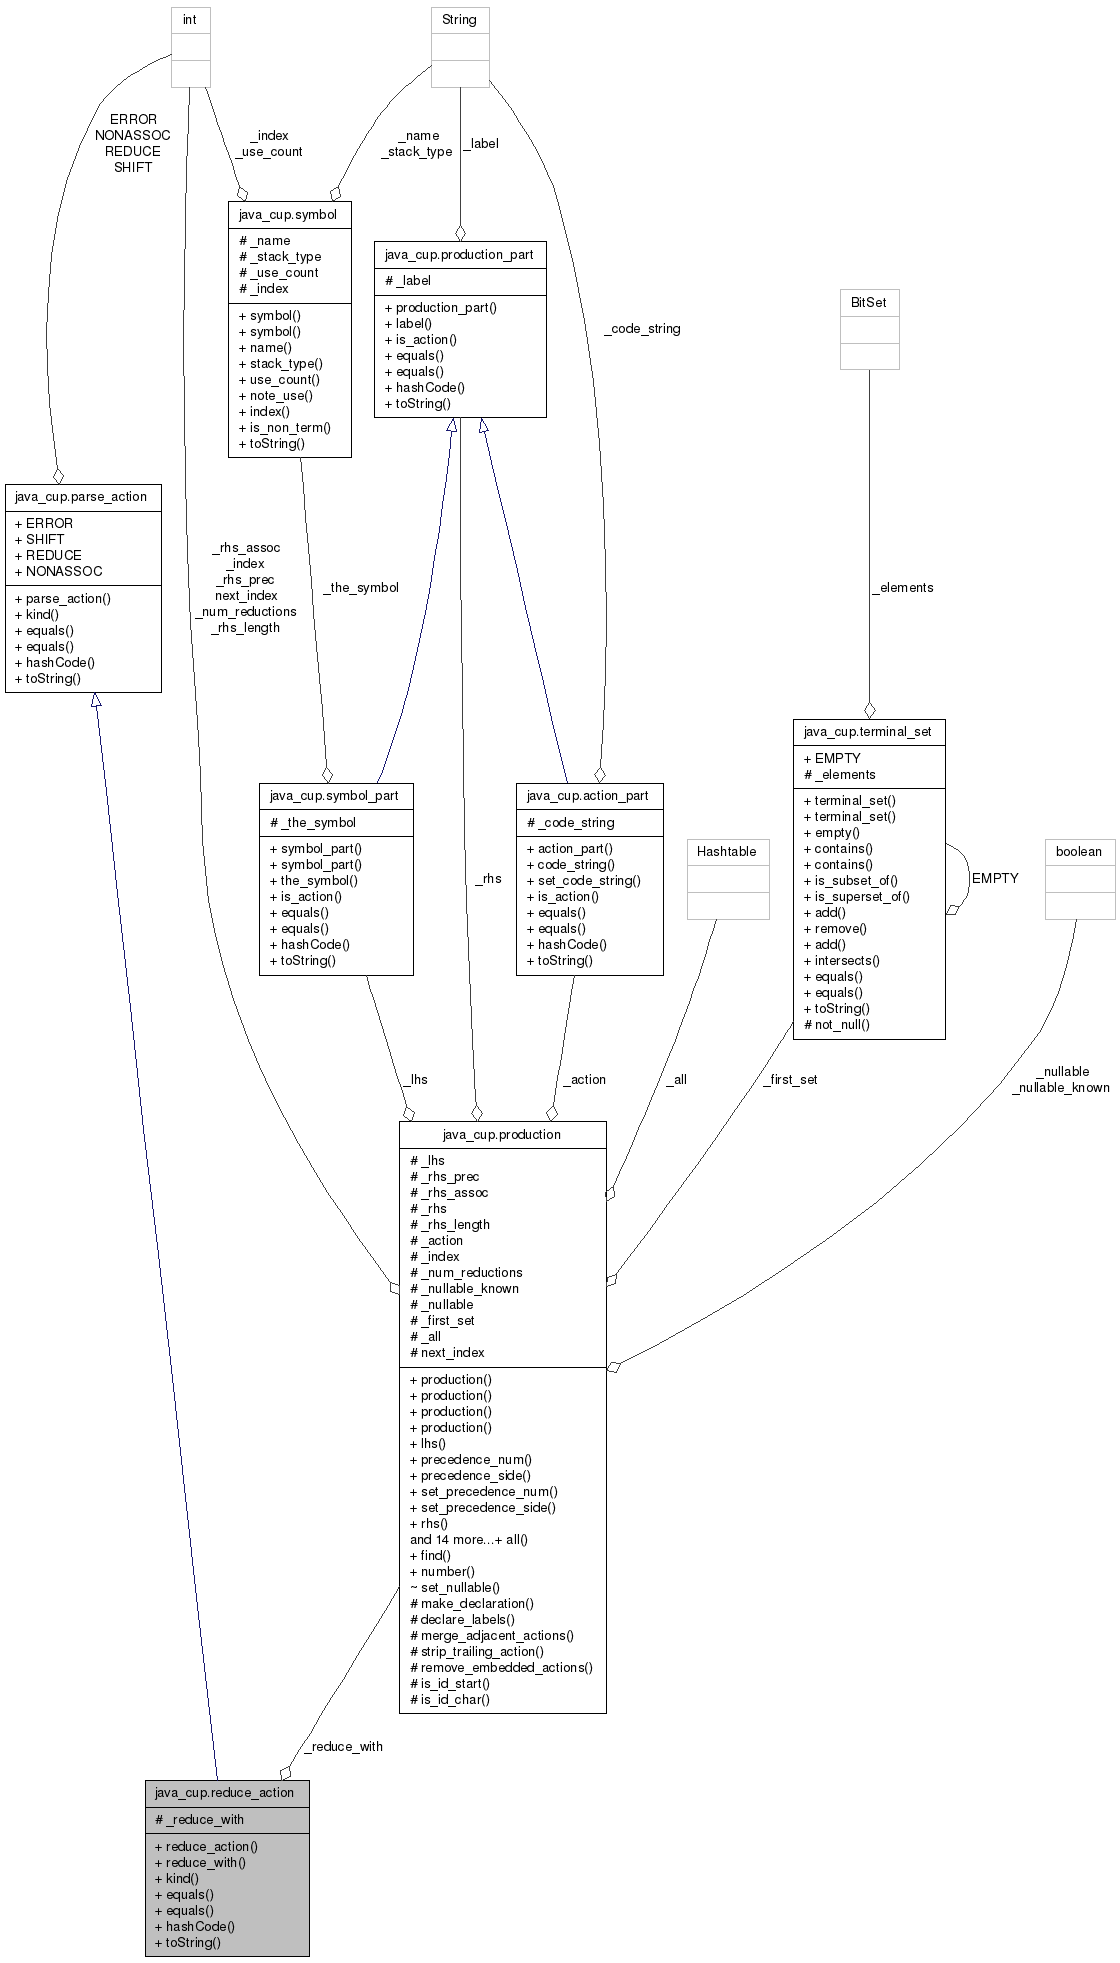 int
String
ERROR
NONASSOC
REDUCE
SHIFT
_index
_use_count
_name
_stack_type
_label
java_cup.symbol
# _name
# _stack_type
# _use_count
# _index
+ symbol()
+ symbol()
+ name()
+ stack_type()
+ use_count()
+ note_use()
+ index()
+ is_non_term()
+ toString()
java_cup.production_part
# _label
+ production_part()
+ label()
+ is_action()
+ equals()
+ equals()
+ hashCode()
+ toString()
_code_string
BitSet
java_cup.parse_action
+ ERROR
+ SHIFT
+ REDUCE
+ NONASSOC
+ parse_action()
+ kind()
+ equals()
+ equals()
+ hashCode()
+ toString()
_rhs_assoc
_index
_rhs_prec
next_index
_num_reductions
_rhs_length
_the_symbol
_elements
java_cup.symbol_part
# _the_symbol
+ symbol_part()
+ symbol_part()
+ the_symbol()
+ is_action()
+ equals()
+ equals()
+ hashCode()
+ toString()
_rhs
java_cup.action_part
# _code_string
+ action_part()
+ code_string()
+ set_code_string()
+ is_action()
+ equals()
+ equals()
+ hashCode()
+ toString()
Hashtable
java_cup.terminal_set
+ EMPTY
# _elements
+ terminal_set()
+ terminal_set()
+ empty()
+ contains()
+ contains()
+ is_subset_of()
+ is_superset_of()
+ add()
+ remove()
+ add()
+ intersects()
+ equals()
+ equals()
+ toString()
# not_null()
EMPTY
boolean
_lhs
_action
_all
_first_set
_nullable
_nullable_known
java_cup.production
# _lhs
# _rhs_prec
# _rhs_assoc
# _rhs
# _rhs_length
# _action
# _index
# _num_reductions
# _nullable_known
# _nullable
# _first_set
# _all
# next_index
+ production()
+ production()
+ production()
+ production()
+ lhs()
+ precedence_num()
+ precedence_side()
+ set_precedence_num()
+ set_precedence_side()
+ rhs()
and 14 more...+ all()
+ find()
+ number()
~ set_nullable()
# make_declaration()
# declare_labels()
# merge_adjacent_actions()
# strip_trailing_action()
# remove_embedded_actions()
# is_id_start()
# is_id_char()
_reduce_with
java_cup.reduce_action
# _reduce_with
+ reduce_action()
+ reduce_with()
+ kind()
+ equals()
+ equals()
+ hashCode()
+ toString()